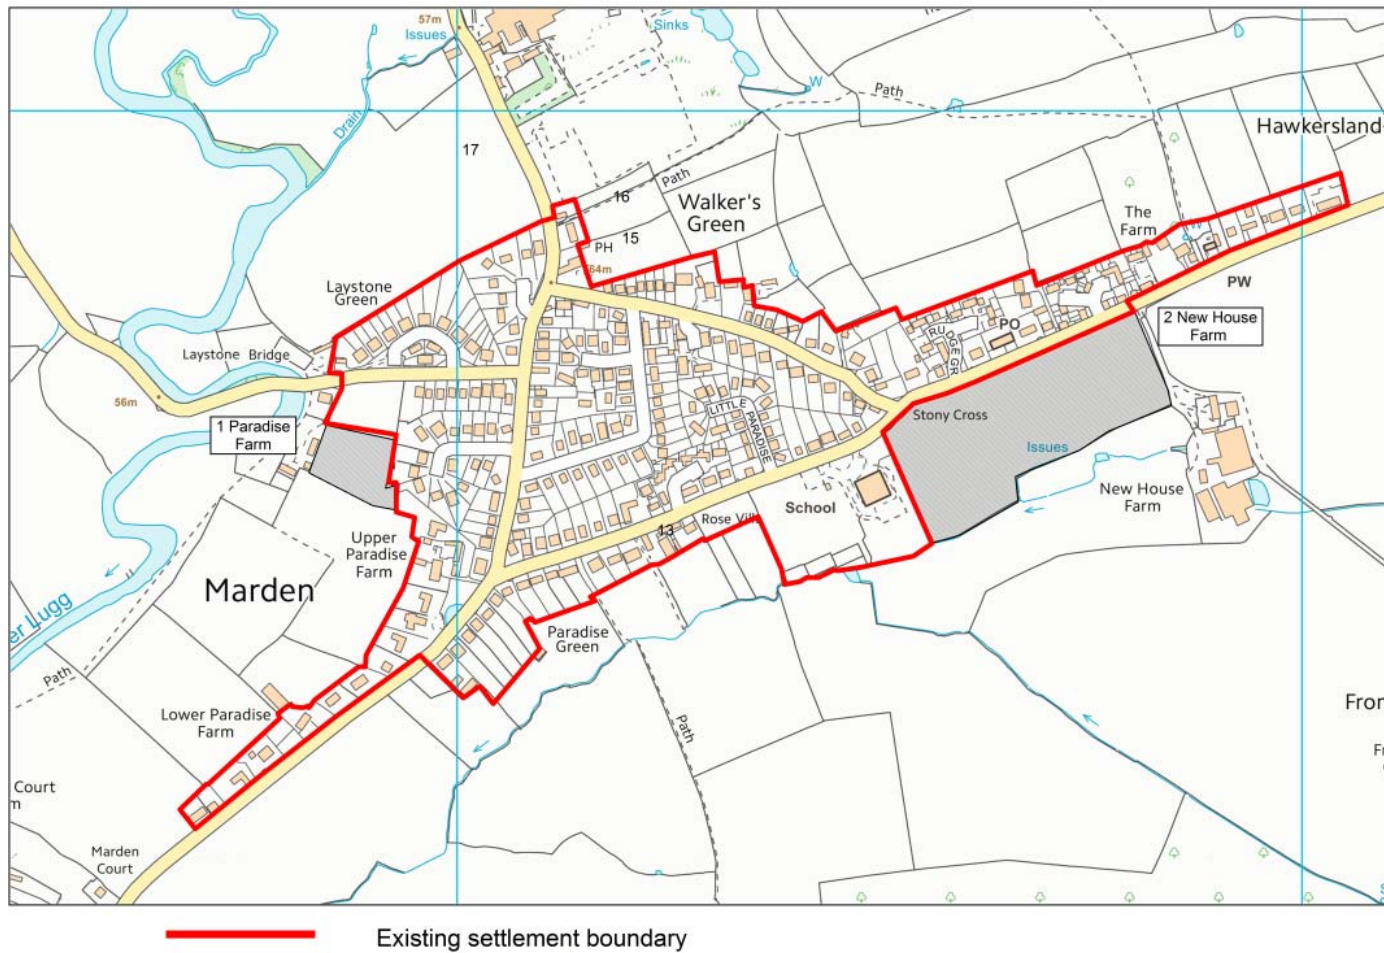 57m
Issues
Sinks
W
Path
Drain
Hawkersland
17
Path
16
Walker's
Green
The
Farm
W
15
PH
64m
Laystone
Green
PW
PO
2 New House
Farm
RUDGE GR
Laystone Bridge
56m
LITTLE
PARADISE
Stony Cross
1 Paradise
Farm
Issues
New House
Farm
School
Rose Vill
13
Upper
Paradise
Farm
Marden
er Lugg
Paradise
Green
Path
Lower Paradise
Farm
Path
Fron
Court
m
Marden
Court
Existing settlement boundary